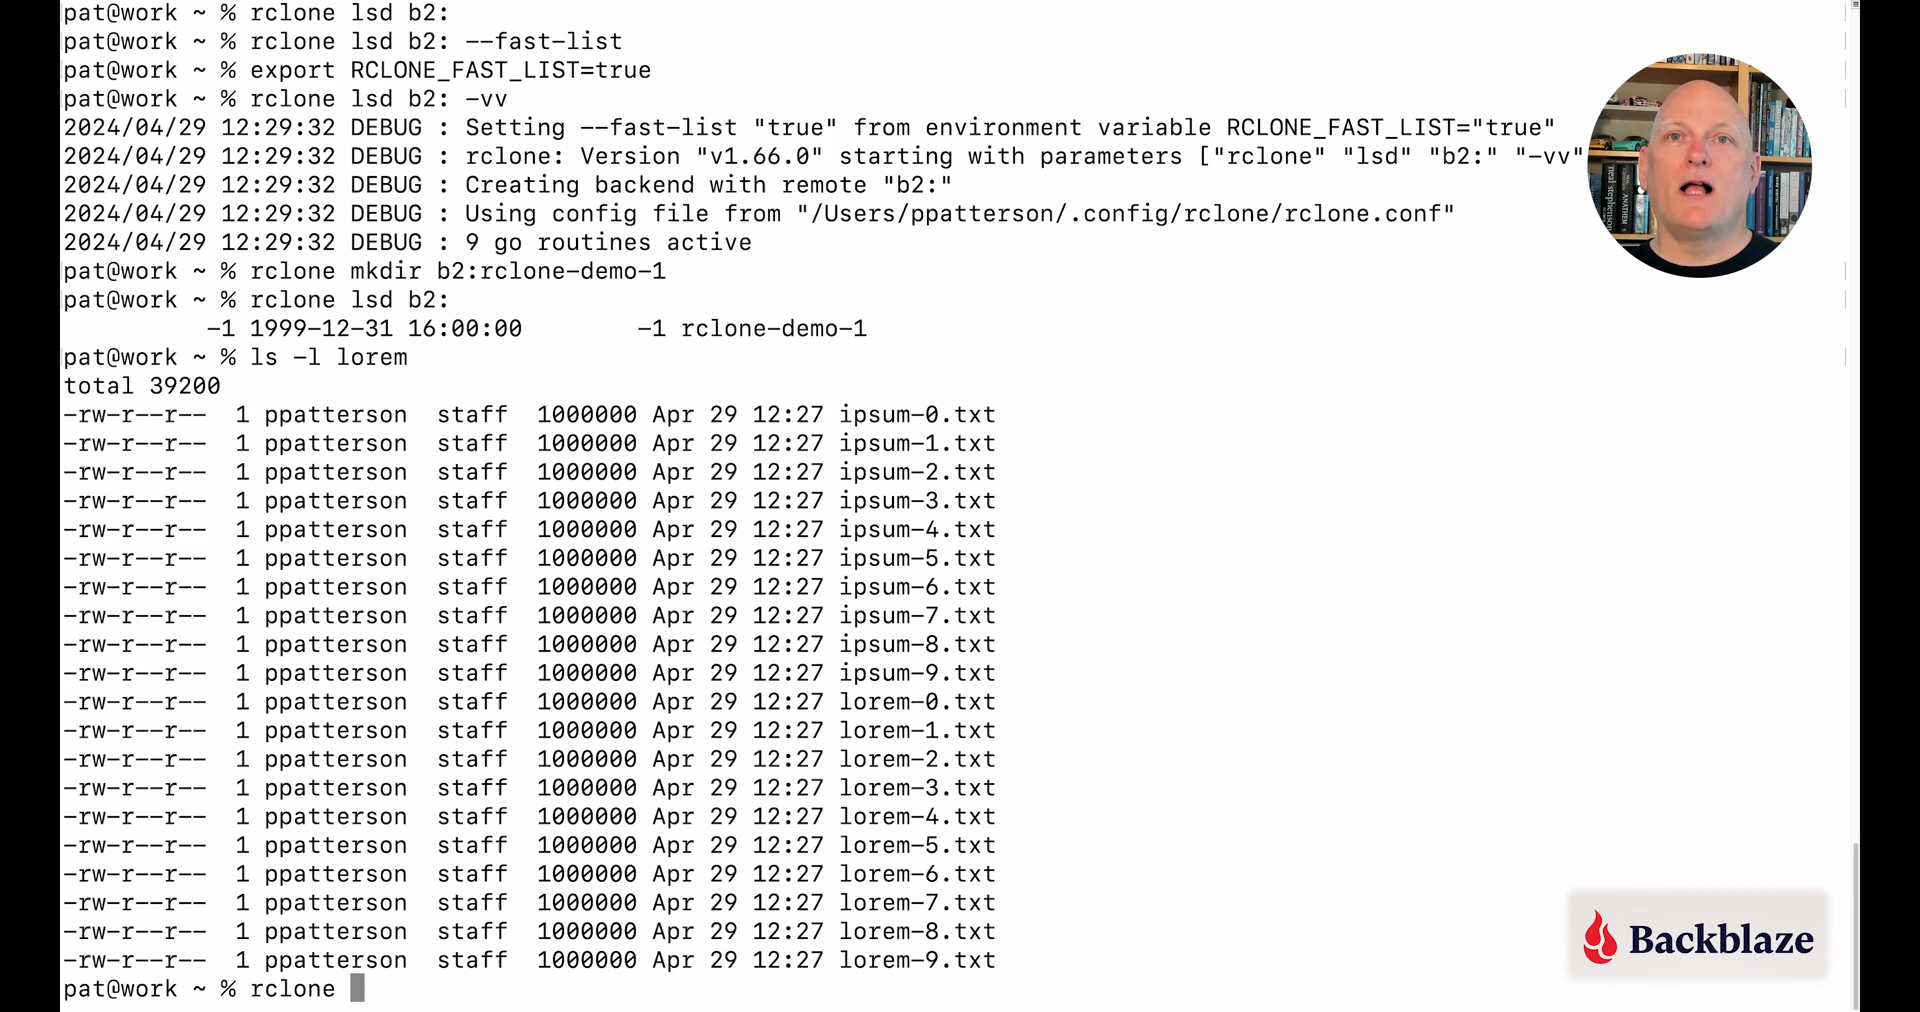 pat@work ~ % rclone lsd b2:
pat@work ~ % rclone lsd b2: --fast-list
pat@work ~ % export RCLONE_FAST_LIST=true
pat@work ~ % rclone lsd b2: -vv
2024/04/29 12:29:32 DEBUG : Setting --fast-list "true" from environment variable RCLONE_FAST_LIST="true"
2024/04/29 12:29:32 DEBUG : rclone: Version "v1.66.0" starting with parameters ["rclone" "lsd" "b2:" "-vv"
2024/04/29 12:29:32 DEBUG : Creating backend with remote "b2:"
2024/04/29 12:29:32 DEBUG : Using config file from "/Users/ppatterson/.config/rclone/rclone.conf"
2024/04/29 12:29:32 DEBUG : 9 go routines active
pat@work ~ % rclone mkdir b2:rclone-demo-1
pat@work ~ % rclone lsd b2:
          -1 1999-12-31 16:00:00        -1 rclone-demo-1
pat@work ~ % ls -l lorem
total 39200
-rw-r--r--  1 ppatterson  staff  1000000 Apr 29 12:27 ipsum-0.txt
-rw-r--r--  1 ppatterson  staff  1000000 Apr 29 12:27 ipsum-1.txt
-rw-r--r--  1 ppatterson  staff  1000000 Apr 29 12:27 ipsum-2.txt
-rw-r--r--  1 ppatterson  staff  1000000 Apr 29 12:27 ipsum-3.txt
-rw-r--r--  1 ppatterson  staff  1000000 Apr 29 12:27 ipsum-4.txt
-rw-r--r--  1 ppatterson  staff  1000000 Apr 29 12:27 ipsum-5.txt
-rw-r--r--  1 ppatterson  staff  1000000 Apr 29 12:27 ipsum-6.txt
-rw-r--r--  1 ppatterson  staff  1000000 Apr 29 12:27 ipsum-7.txt
-rw-r--r--  1 ppatterson  staff  1000000 Apr 29 12:27 ipsum-8.txt
-rw-r--r--  1 ppatterson  staff  1000000 Apr 29 12:27 ipsum-9.txt
-rw-r--r--  1 ppatterson  staff  1000000 Apr 29 12:27 lorem-0.txt
-rw-r--r--  1 ppatterson  staff  1000000 Apr 29 12:27 lorem-1.txt
-rw-r--r--  1 ppatterson  staff  1000000 Apr 29 12:27 lorem-2.txt
-rw-r--r--  1 ppatterson  staff  1000000 Apr 29 12:27 lorem-3.txt
-rw-r--r--  1 ppatterson  staff  1000000 Apr 29 12:27 lorem-4.txt
-rw-r--r--  1 ppatterson  staff  1000000 Apr 29 12:27 lorem-5.txt
-rw-r--r--  1 ppatterson  staff  1000000 Apr 29 12:27 lorem-6.txt
-rw-r--r--  1 ppatterson  staff  1000000 Apr 29 12:27 lorem-7.txt
-rw-r--r--  1 ppatterson  staff  1000000 Apr 29 12:27 lorem-8.txt
-rw-r--r--  1 ppatterson  staff  1000000 Apr 29 12:27 lorem-9.txt
pat@work ~ % rclone
neal stephenson
ANATHEM
Backblaze